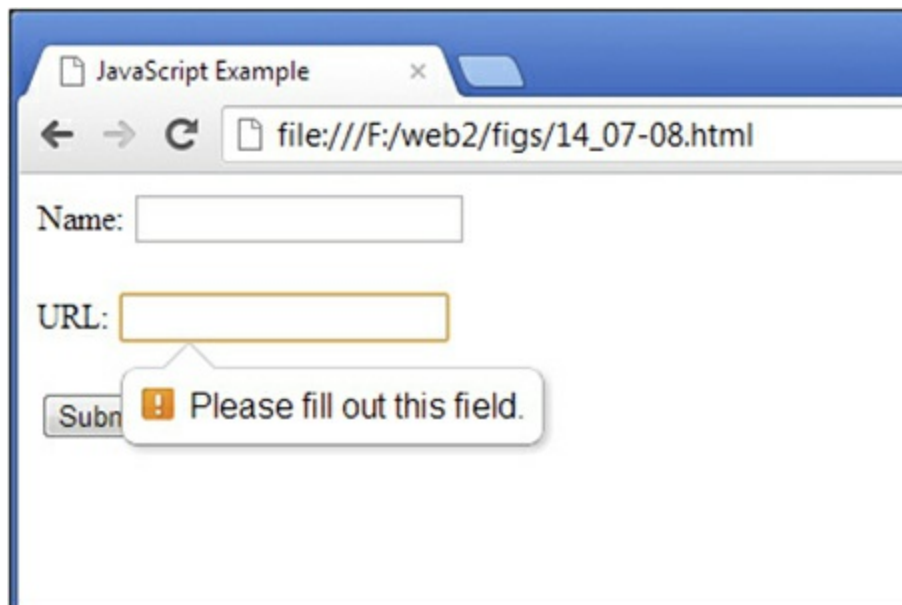 JavaScript Example
file:///F:/web2/figs/14_07-08.html
Name:
URL:
Please fill out this field.
Subm